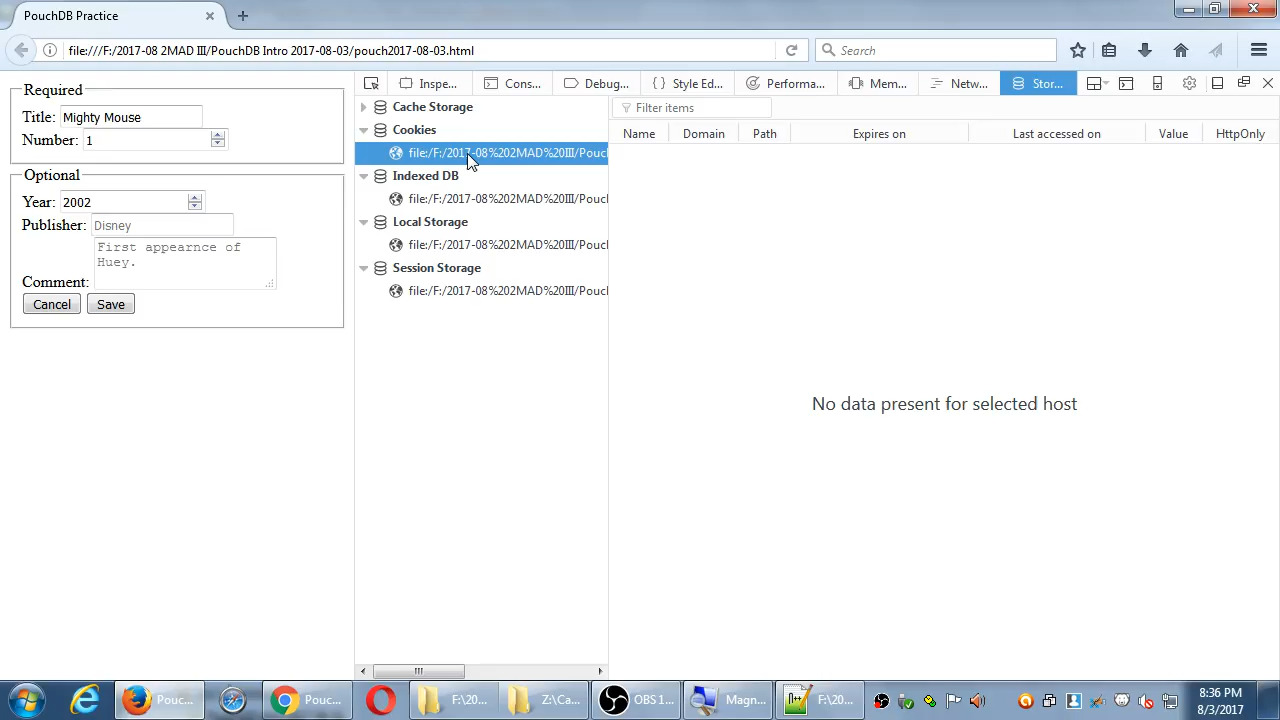 PouchDB Practice
file:///F:/2017-08 2MAD III/PouchDB Intro 2017-08-03/pouch2017-08-03.html
Search
Inspe...
Cons...
Debug...
Style Ed...
Performa...
Mem...
Netw...
Stor...
Required
Title: Mighty Mouse
Number: 1
Optional
Year: 2002
Publisher: Disney
First appearnce of
Huey.
Comment:
Cancel Save
Cache Storage
Cookies
file:/F:/2017-08%202MAD%20III/Poucl
Indexed DB
file:/F:/2017-08%202MAD%20III/Poucl
Local Storage
file:/F:/2017-08%202MAD%20III/Poucl
Session Storage
file:/F:/2017-08%202MAD%20III/Poucl
Filter items
Name Domain Path Expires on Last accessed on Value HttpOnly
No data present for selected host
Pouc...
Pouc...
F:\20...
Z:\Ca...
OBS 1...
Magn...
F:\20...
8:36 PM
8/3/2017